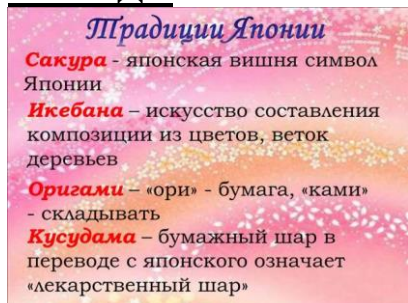 Традиции Японии
Сакура - японская вишня символ
Японии
Икебана – искусство составления
композиции из цветов, веток
деревьев
Оригами – «ори» - бумага, «ками»
- складывать
Кусудама – бумажный шар в
переводе с японского означает
«лекарственный шар»